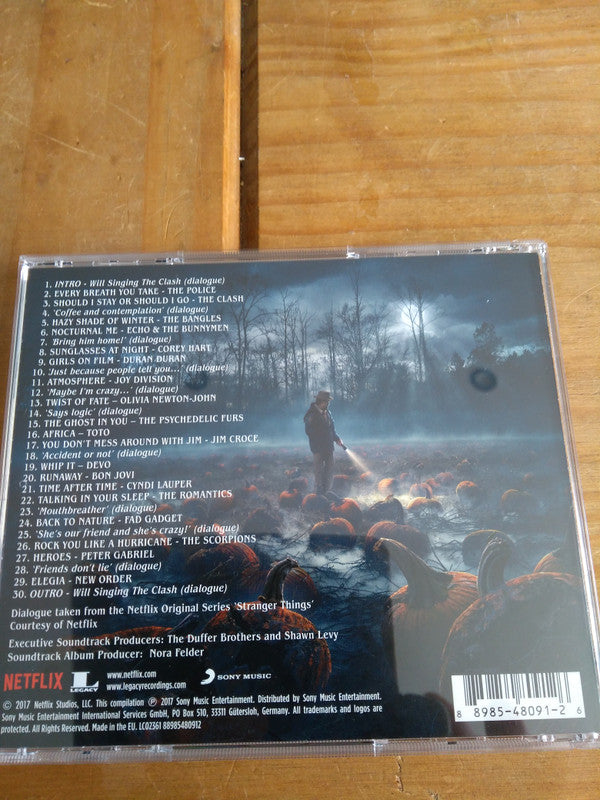 1. INTRO - Will Singing The Clash (dialogue)
2. EVERY BREATH YOU TAKE - THE POLICE
3. SHOULD I STAY OR SHOULD I GO - THE CLASH
4. 'Coffee and contemplation' (dialogue)
5. HAZY SHADE OF WINTER - THE BANGLES
6. NOCTURNAL ME - ECHO & THE BUNNYMEN
7. 'Bring him home!' (dialogue)
8. SUNGLASSES AT NIGHT - COREY HART
9. GIRLS ON FILM - DURAN DURAN
10. 'Just because people tell you...' (dialogue)
11. ATMOSPHERE - JOY DIVISION
12. 'Maybe I'm crazy...' (dialogue)
13. TWIST OF FATE – OLIVIA NEWTON-JOHN
14. 'Says logic' (dialogue)
15. THE GHOST IN YOU – THE PSYCHEDELIC FURS
16. AFRICA – TOTO
17. YOU DON'T MESS AROUND WITH JIM - JIM CROCE
18. 'Accident or not' (dialogue)
19. WHIP IT – DEVO
20. RUNAWAY - BON JOVI
21. TIME AFTER TIME - CYNDI LAUPER
22. TALKING IN YOUR SLEEP - THE ROMANTICS
23. 'Mouthbreather' (dialogue)
24. BACK TO NATURE - FAD GADGET
25. 'She's our friend and she's crazy!' (dialogue)
26. ROCK YOU LIKE A HURRICANE - THE SCORPIONS
27. HEROES - PETER GABRIEL
28. 'Friends don't lie' (dialogue)
29. ELEGIA - NEW ORDER
30. OUTRO - Will Singing The Clash (dialogue)
Dialogue taken from the Netflix Original Series 'Stranger Things'
Courtesy of Netflix
Executive Soundtrack Producers: The Duffer Brothers and Shawn Levy
Soundtrack Album Producer: Nora Felder
NETFLIX L LEGACY www.netflix.com SONY MUSIC
www.legacyrecordings.com
© 2017 Netflix Studios, LLC. This compilation ℗ 2017 Sony Music Entertainment. Distributed by Sony Music Entertainment.
Sony Music Entertainment International Services GmbH, PO Box 510, 33311 Gütersloh, Germany. All trademarks and logos are
protected. All Rights Reserved. Made in the EU. LC02361 88985480912
8 89854 80912 6